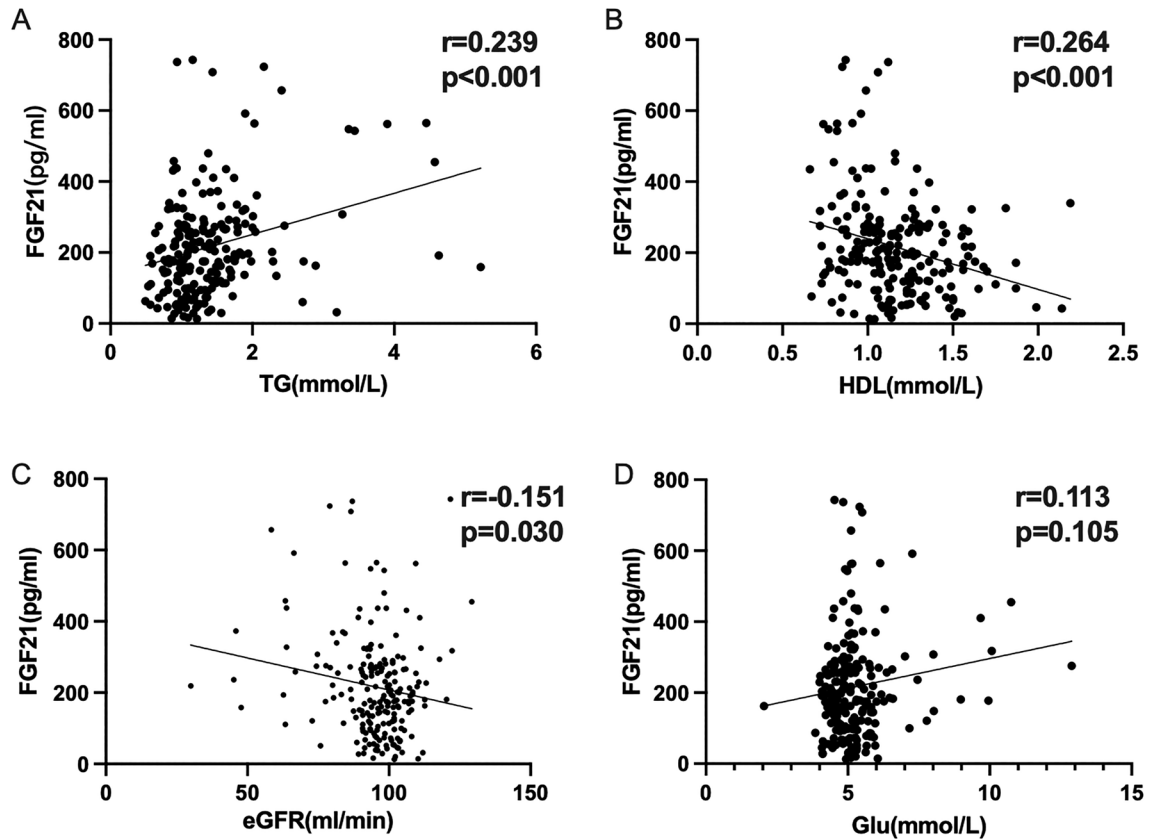 A
r=0.239
p<0.001
800
600
400
200
0
FGF21(pg/ml)
0 2 4 6
TG(mmol/L)
B
r=0.264
p<0.001
800
600
400
200
0
FGF21(pg/ml)
0.0 0.5 1.0 1.5 2.0 2.5
HDL(mmol/L)
C
r=-0.151
p=0.030
800
600
400
200
0
FGF21(pg/ml)
0 50 100 150
eGFR(ml/min)
D
r=0.113
p=0.105
800
600
400
200
0
FGF21(pg/ml)
0 5 10 15
Glu(mmol/L)